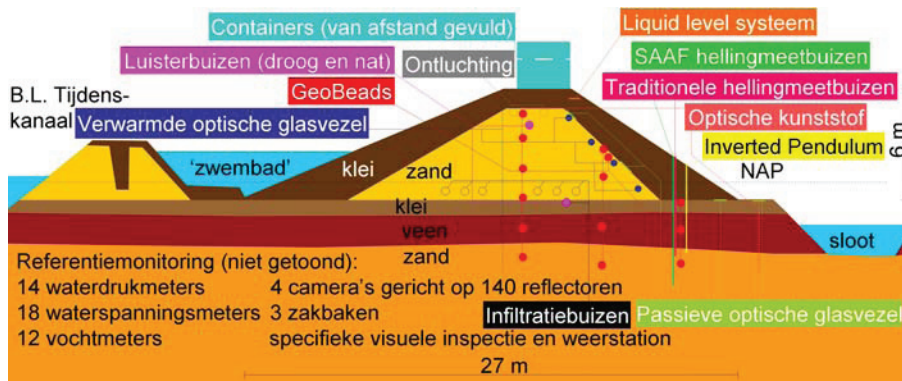 Containers (van afstand gevuld)
Liquid level systeem
Luisterbuizen (droog en nat)
Ontluchting
SAAF hellingmeetbuizen
GeoBeads
Traditionele hellingmeetbuizen
B.L. Tijdens-
kanaal
Verwarmde optische glasvezel
Optische kunststof
Inverted Pendulum
6 m
NAP
'zwembad'
klei
zand
klei
veen
zand
sloot
Referentiemonitoring (niet getoond):
14 waterdrukmeters
4 camera's gericht op 140 reflectoren
18 waterspanningsmeters
3 zakbaken
Infiltratiebuizen
Passieve optische glasvezel
12 vochtmeters
specifieke visuele inspectie en weerstation
27 m